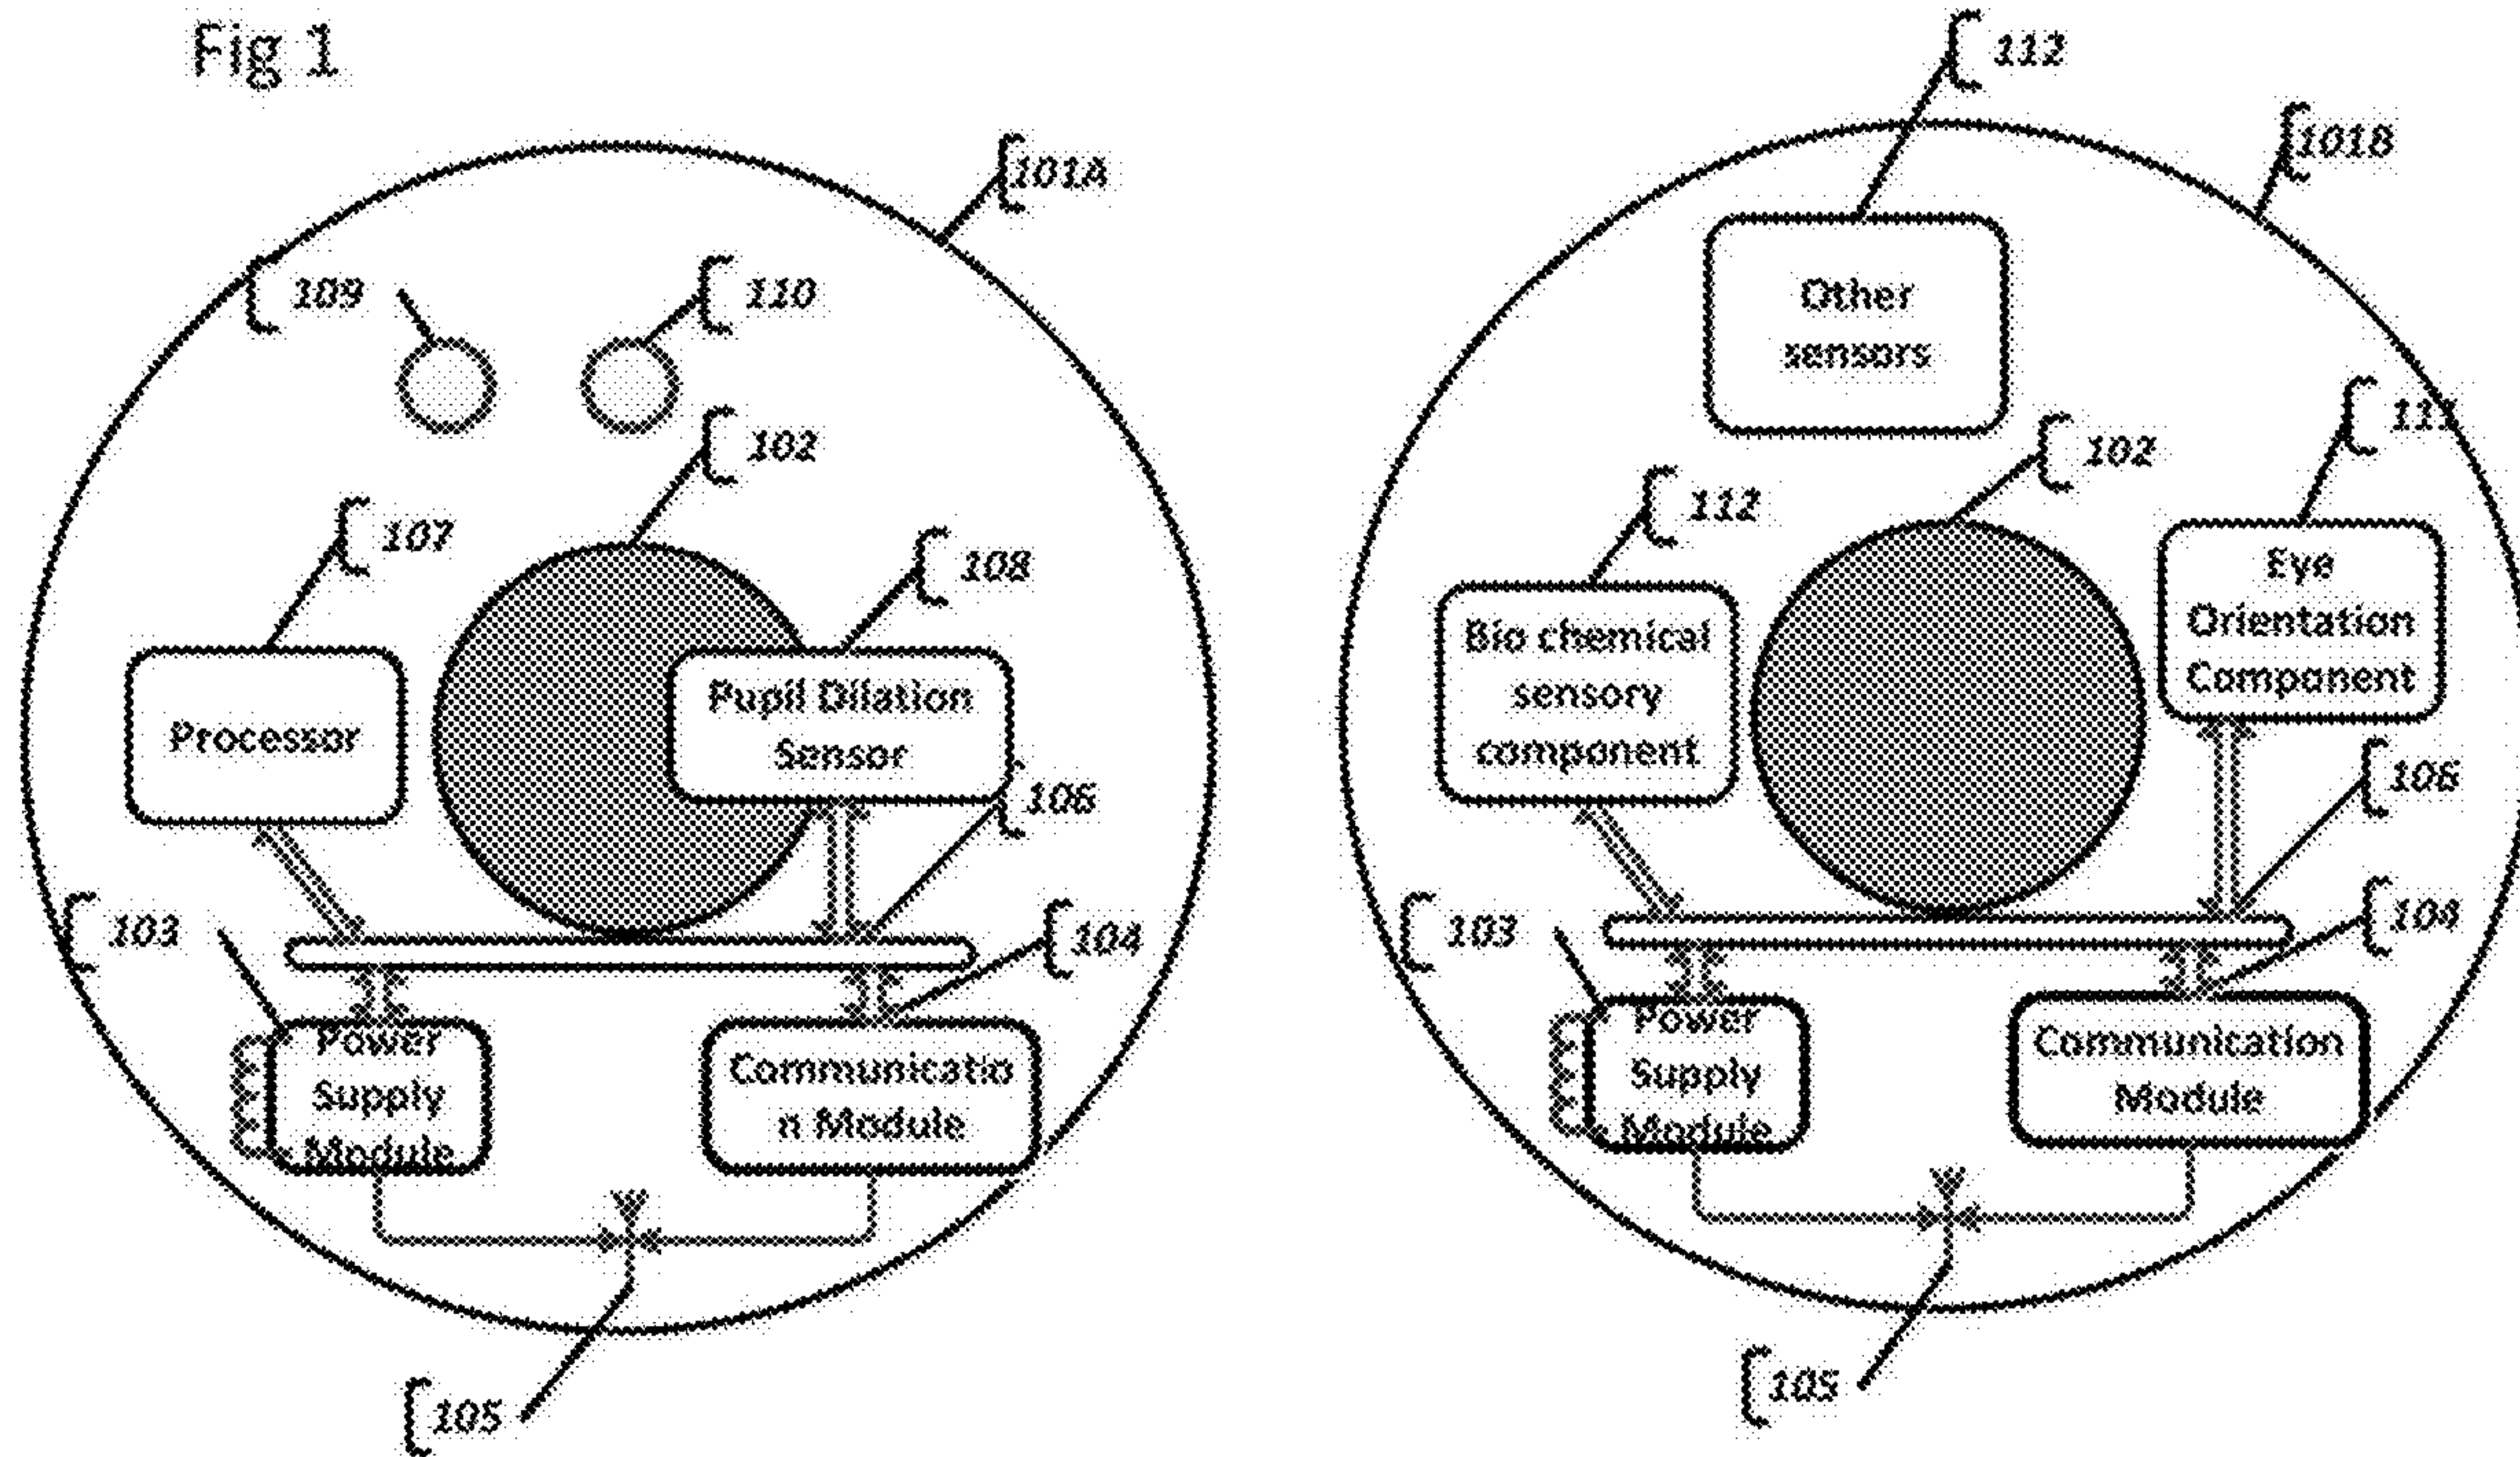 Fig 1
101A
109
110
102
107
108
Processor
Pupil Dilation
Sensor
106
103
104
Power
Supply
Module
Communicatio
n Module
105
112
101B
Other
sensors
111
102
112
Eye
Orientation
Component
Bio chemical
sensory
component
106
103
104
Power
Supply
Module
Communication
Module
105